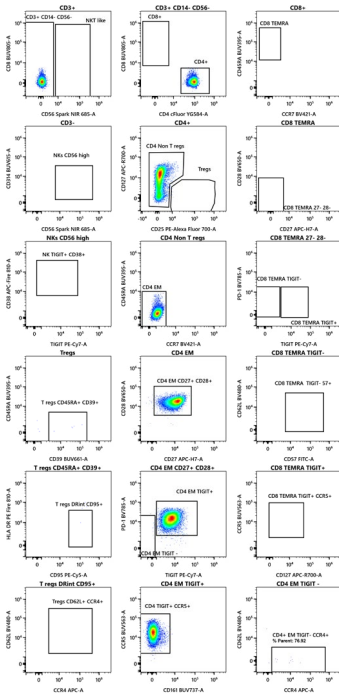 CD3+
CD3+ CD14- CD56-
CD8+
CD3+ CD14- CD56-
NKT like
CD8 BUV805-A
CD56 Spark NIR 685-A
CD8+
CD4+
CD8 BUV805-A
CD4 cFluor YG584-A
CD8 TEMRA
CD45RA BUV395-A
CCR7 BV421-A
CD3-
CD4+
CD8 TEMRA
NKs CD56 high
CD56 Spark NIR 685-A
CD4 Non T regs
Tregs
CD127 APC R700-A
CD25 PE-Alexa Fluor 700-A
CD28 BV650-A
CD8 TEMRA 27- 28-
CD27 APC-H7-A
NKs CD56 high
CD4 Non T regs
CD8 TEMRA 27- 28-
NK TIGIT+ CD38+
CD38 APC-Fire 810-A
TIGIT PE-Cy7-A
CD4 EM
CD45RA BUV395-A
CCR7 BV421-A
CD8 TEMRA TIGIT-
CD8 TEMRA TIGIT+
PD-1 BV785-A
TIGIT PE-Cy7-A
Tregs
CD4 EM
CD8 TEMRA TIGIT-
T regs CD45RA+ CD39+
CD45RA BUV395-A
CD39 BUV661-A
CD4 EM CD27+ CD28+
CD28 BV650-A
CD27 APC-H7-A
CD8 TEMRA TIGIT- 57+
CD62L BV480-A
CD57 FITC-A
T regs CD45RA+ CD39+
CD4 EM CD27+ CD28+
CD8 TEMRA TIGIT+
T regs DRint CD95+
HLA DR PE Fire 810-A
CD95 PE-Cy5-A
CD4 EM TIGIT+
CD4 EM TIGIT -
PD-1 BV785-A
TIGIT PE-Cy7-A
CD8 TEMRA TIGIT+ CCR5+
CCR5 BUV563-A
CD127 APC-R700-A
T regs DRint CD95+
CD4 EM TIGIT+
CD4 EM TIGIT -
Tregs CD62L+ CCR4+
CD62L BV480-A
CCR4 APC-A
CD4 TIGIT+ CCR5+
CCR5 BUV563-A
CD161 BUV737-A
CD4+ EM TIGIT- CCR4+
% Parent: 76.92
CD62L BV480-A
CCR4 APC-A